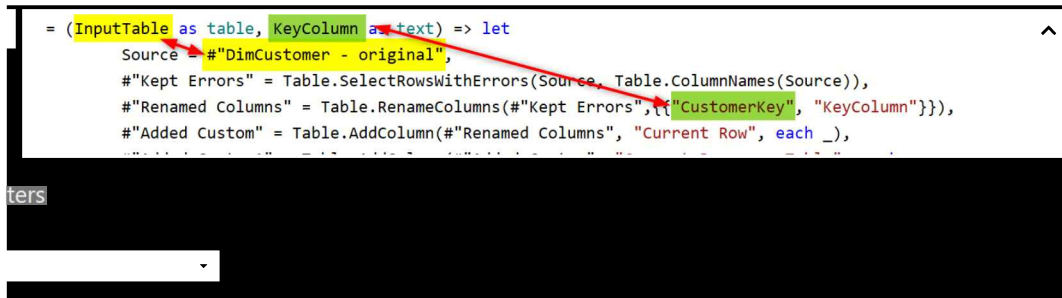 = (InputTable as table, KeyColumn as text) => let
Source = #"DimCustomer - original",
#"Kept Errors" = Table.SelectRowsWithErrors(Source, Table.ColumnNames(Source)),
#"Renamed Columns" = Table.RenameColumns(#"Kept Errors",{{"CustomerKey", "KeyColumn"}}),
#"Added Custom" = Table.AddColumn(#"Renamed Columns", "Current Row", each _),
ters